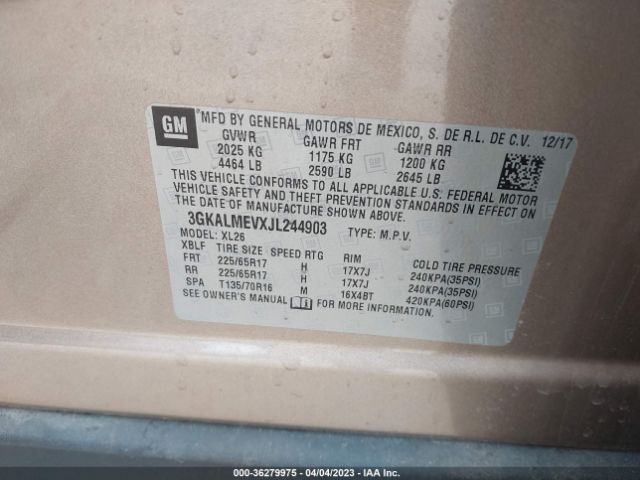 GM
®MFD BY GENERAL MOTORS DE MEXICO, S. DE R.L. DE C.V. 12/17
GVWR GAWR FRT GAWR RR
2025 KG 1175 KG 1200 KG
4464 LB 2590 LB 2645 LB
THIS VEHICLE CONFORMS TO ALL APPLICABLE U.S. FEDERAL MOTOR
VEHICLE SAFETY AND THEFT PREVENTION STANDARDS IN EFFECT ON
THE DATE OF MANUFACTURE SHOWN ABOVE.
3GKALMEVXJL244903 TYPE: M.P.V.
MODEL: XL26
XBLF TIRE SIZE SPEED RTG RIM COLD TIRE PRESSURE
FRT 225/65R17 H 17X7J 240KPA(35PSI)
RR 225/65R17 H 17X7J 240KPA(35PSI)
SPA T135/70R16 M 16X4BT 420KPA(60PSI)
SEE OWNER'S MANUAL FOR MORE INFORMATION.
000-36279975 - 04/04/2023 - IAAI.COM